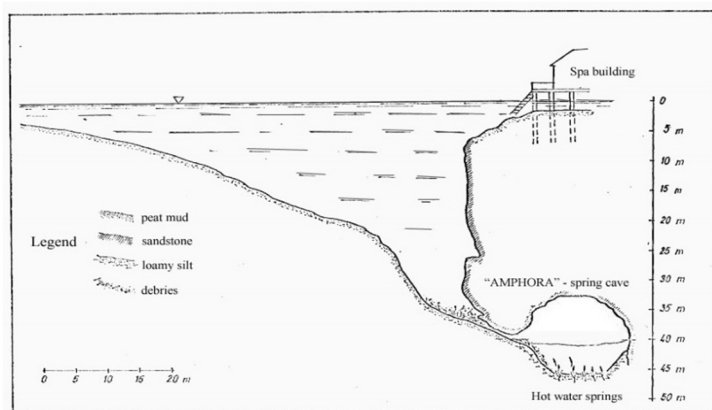 Spa building
0
5 m
10 m
15 m
20 m
25 m
30 m
35 m
40 m
45 m
50 m
Legend
peat mud
sandstone
loamy silt
debries
"AMPHORA" - spring cave
Hot water springs
0 5 10 15 20 m